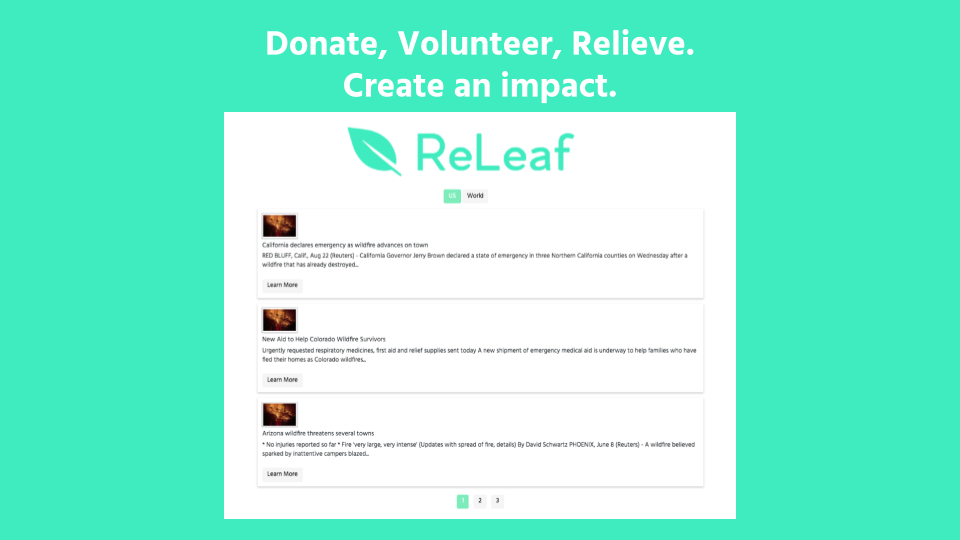 Donate, Volunteer, Relieve.
Create an impact.
ReLeaf
US World
California declares emergency as wildfire advances on town
RED BLUFF, Calif., Aug 22 (Reuters) - California Governor Jerry Brown declared a state of emergency in three Northern California counties on Wednesday after a
wildfire that has already destroyed...
Learn More
New Aid to Help Colorado Wildfire Survivors
Urgently requested respiratory medicines, first aid and relief supplies sent today A new shipment of emergency medical aid is underway to help families who have
fled their homes as Colorado wildfires...
Learn More
Arizona wildfire threatens several towns
* No injuries reported so far * Fire 'very large, very intense' (Updates with spread of fire, details) By David Schwartz PHOENIX, June 8 (Reuters) - A wildfire believed
sparked by inattentive campers blazed...
Learn More
1 2 3